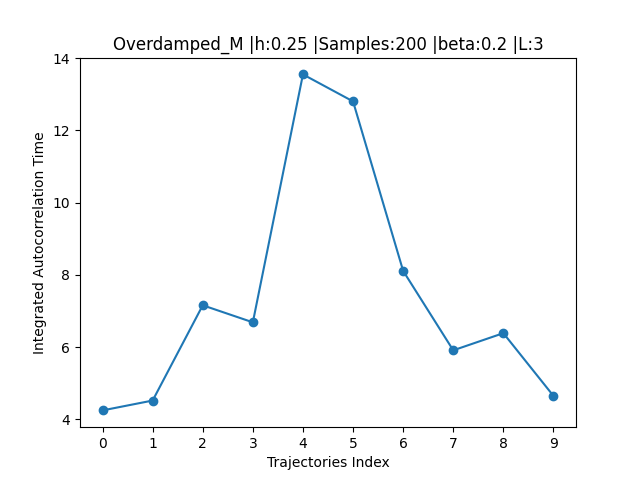 Overdamped_M |h:0.25 |Samples:200 |beta:0.2 |L:3
14
12
10
8
6
4
Integrated Autocorrelation Time
0 1 2 3 4 5 6 7 8 9
Trajectories Index